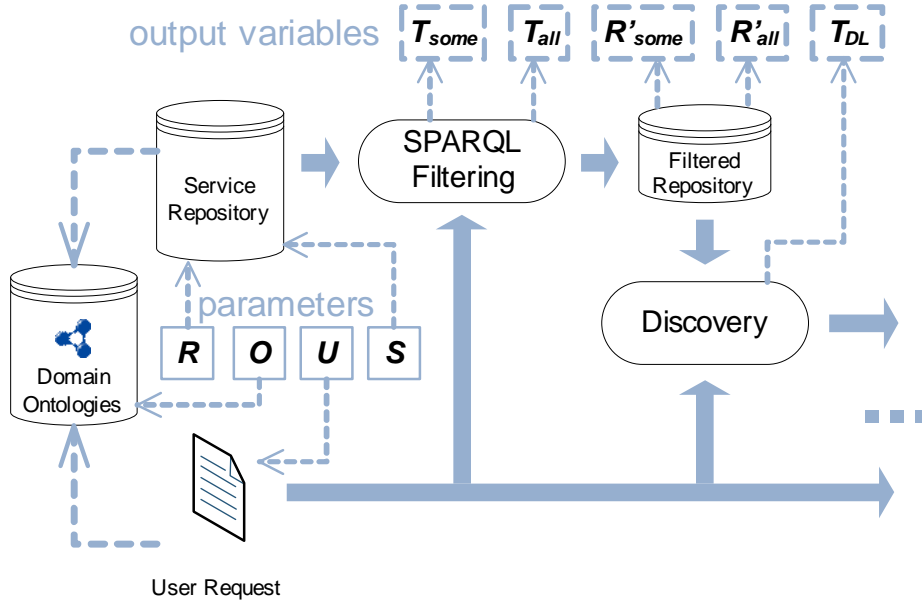 output variables
Tsome
Tall
R'some
R'all
TDL
SPARQL
Filtering
Service
Repository
Filtered
Repository
parameters
R
O
U
S
Discovery
Domain
Ontologies
User Request